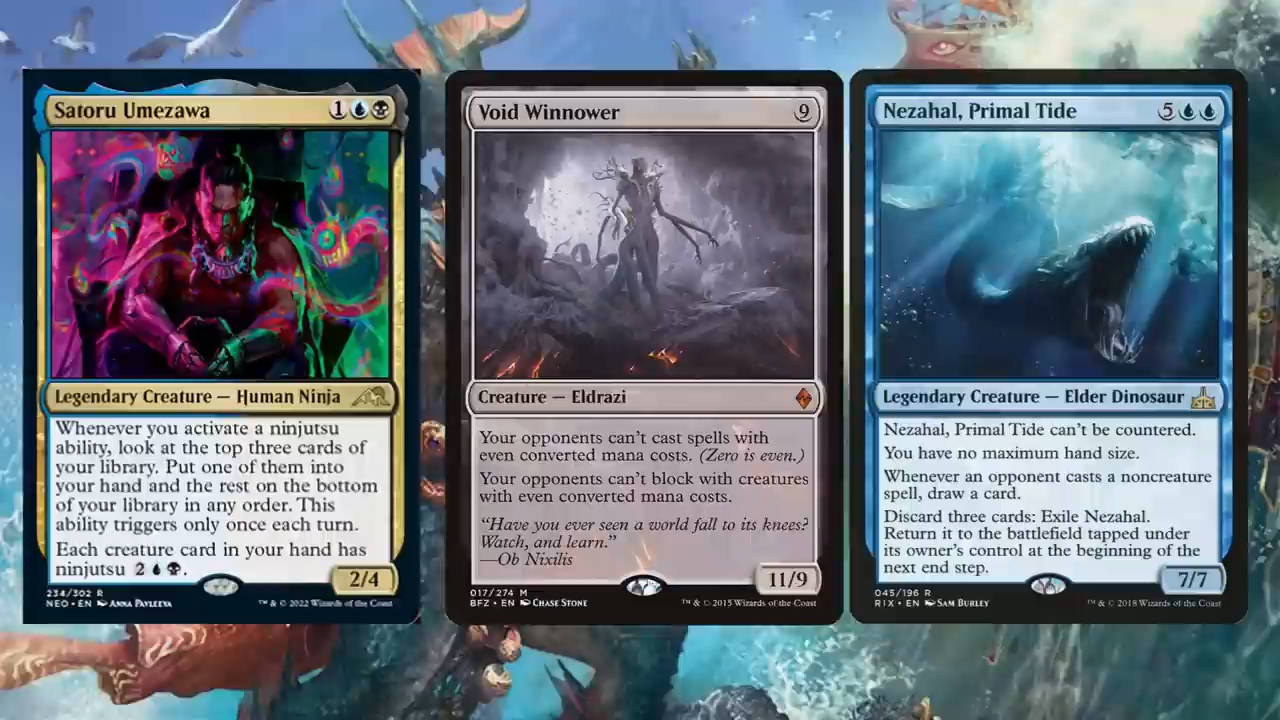 Satoru Umezawa 1
Legendary Creature — Human Ninja
Whenever you activate a ninjutsu
ability, look at the top three cards of
your library. Put one of them into
your hand and the rest on the bottom
of your library in any order. This
ability triggers only once each turn.
Each creature card in your hand has
ninjutsu 2.
2/4
234/302 R
NEO • EN Anna Pavleeva
™ & © 2022 Wizards of the Coast
Void Winnower 9
Creature — Eldrazi
Your opponents can't cast spells with
even converted mana costs. (Zero is even.)
Your opponents can't block with creatures
with even converted mana costs.
"Have you ever seen a world fall to its knees?
Watch, and learn."
—Ob Nixilis
11/9
017/274 M
BFZ • EN Chase Stone
™ & © 2015 Wizards of the Coast
Nezahal, Primal Tide 5
Legendary Creature — Elder Dinosaur
Nezahal, Primal Tide can't be countered.
You have no maximum hand size.
Whenever an opponent casts a noncreature
spell, draw a card.
Discard three cards: Exile Nezahal.
Return it to the battlefield tapped under
its owner's control at the beginning of the
next end step.
7/7
045/196 R
RIX • EN Sam Burley
™ & © 2018 Wizards of the Coast